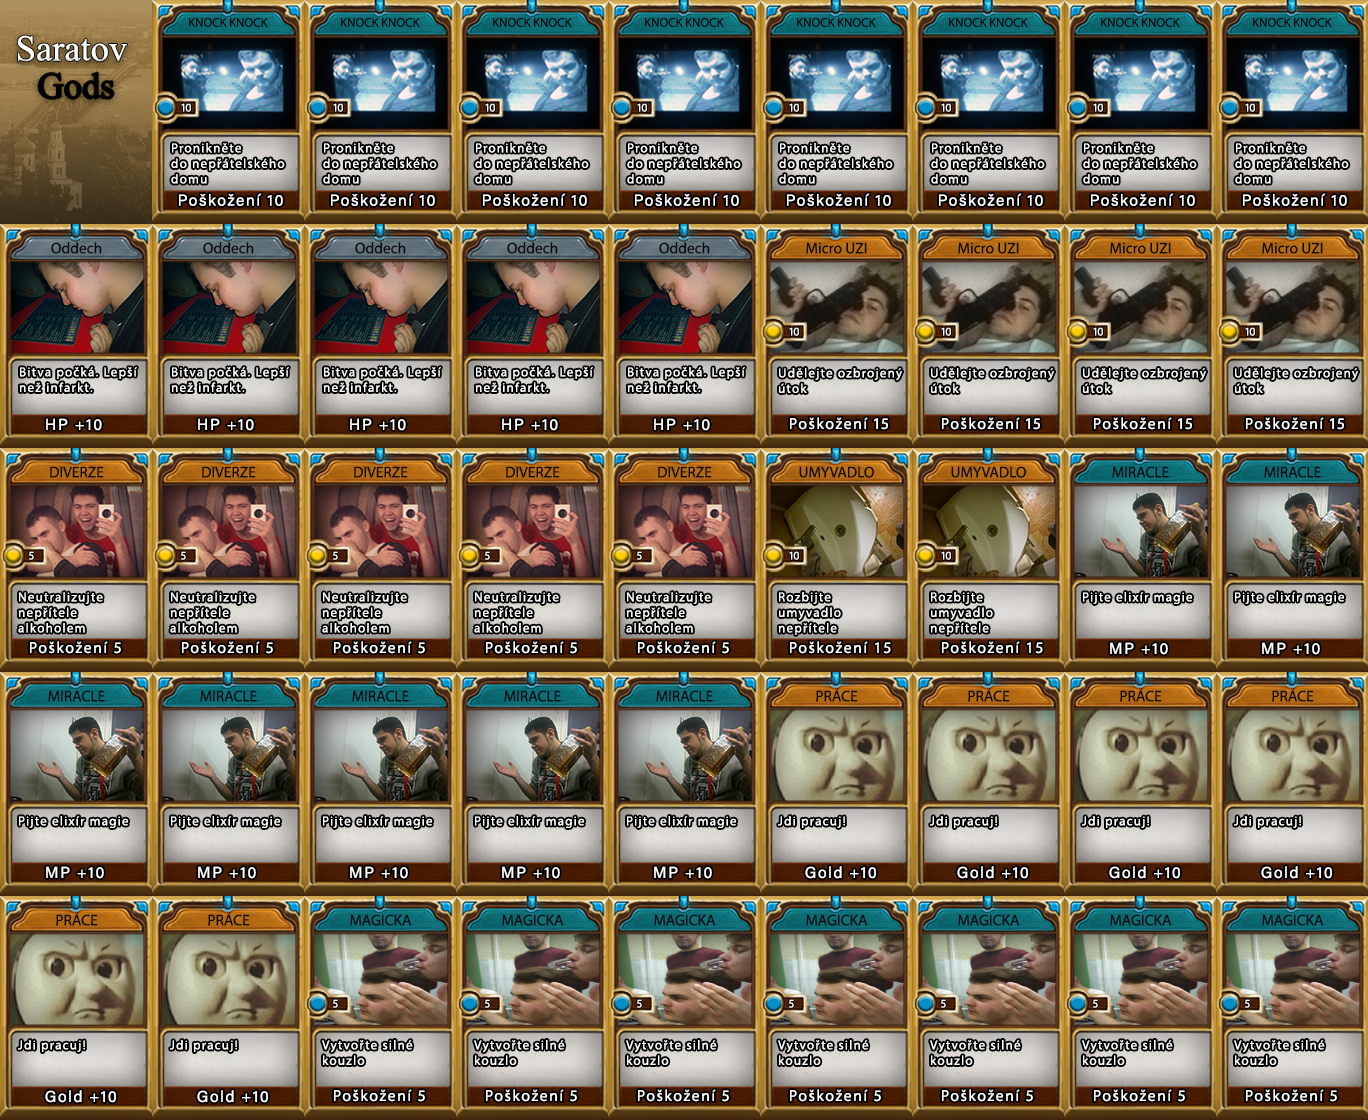 Saratov
Gods
KNOCK KNOCK
10
Pronikněte
do nepřátelského
domu
Poškození 10
KNOCK KNOCK
10
Pronikněte
do nepřátelského
domu
Poškození 10
KNOCK KNOCK
10
Pronikněte
do nepřátelského
domu
Poškození 10
KNOCK KNOCK
10
Pronikněte
do nepřátelského
domu
Poškození 10
KNOCK KNOCK
10
Pronikněte
do nepřátelského
domu
Poškození 10
KNOCK KNOCK
10
Pronikněte
do nepřátelského
domu
Poškození 10
KNOCK KNOCK
10
Pronikněte
do nepřátelského
domu
Poškození 10
KNOCK KNOCK
10
Pronikněte
do nepřátelského
domu
Poškození 10
Oddech
Bitva počká. Lepší
než infarkt.
HP +10
Oddech
Bitva počká. Lepší
než infarkt.
HP +10
Oddech
Bitva počká. Lepší
než infarkt.
HP +10
Oddech
Bitva počká. Lepší
než infarkt.
HP +10
Oddech
Bitva počká. Lepší
než infarkt.
HP +10
Micro UZI
10
Udělejte ozbrojený
útok
Poškození 15
Micro UZI
10
Udělejte ozbrojený
útok
Poškození 15
Micro UZI
10
Udělejte ozbrojený
útok
Poškození 15
Micro UZI
10
Udělejte ozbrojený
útok
Poškození 15
DIVERZE
5
Neutralizujte
nepřítele
alkoholem
Poškození 5
DIVERZE
5
Neutralizujte
nepřítele
alkoholem
Poškození 5
DIVERZE
5
Neutralizujte
nepřítele
alkoholem
Poškození 5
DIVERZE
5
Neutralizujte
nepřítele
alkoholem
Poškození 5
DIVERZE
5
Neutralizujte
nepřítele
alkoholem
Poškození 5
UMYVADLO
10
Rozbijte
umyvadlo
nepřítele
Poškození 15
UMYVADLO
10
Rozbijte
umyvadlo
nepřítele
Poškození 15
MIRACLE
Pijte elixír magie
MP +10
MIRACLE
Pijte elixír magie
MP +10
MIRACLE
Pijte elixír magie
MP +10
MIRACLE
Pijte elixír magie
MP +10
MIRACLE
Pijte elixír magie
MP +10
MIRACLE
Pijte elixír magie
MP +10
MIRACLE
Pijte elixír magie
MP +10
PRÁCE
Jdi pracuj!
Gold +10
PRÁCE
Jdi pracuj!
Gold +10
PRÁCE
Jdi pracuj!
Gold +10
PRÁCE
Jdi pracuj!
Gold +10
PRÁCE
Jdi pracuj!
Gold +10
PRÁCE
Jdi pracuj!
Gold +10
MAGICKA
5
Vytvořte silné
kouzlo
Poškození 5
MAGICKA
5
Vytvořte silné
kouzlo
Poškození 5
MAGICKA
5
Vytvořte silné
kouzlo
Poškození 5
MAGICKA
5
Vytvořte silné
kouzlo
Poškození 5
MAGICKA
5
Vytvořte silné
kouzlo
Poškození 5
MAGICKA
5
Vytvořte silné
kouzlo
Poškození 5
MAGICKA
5
Vytvořte silné
kouzlo
Poškození 5